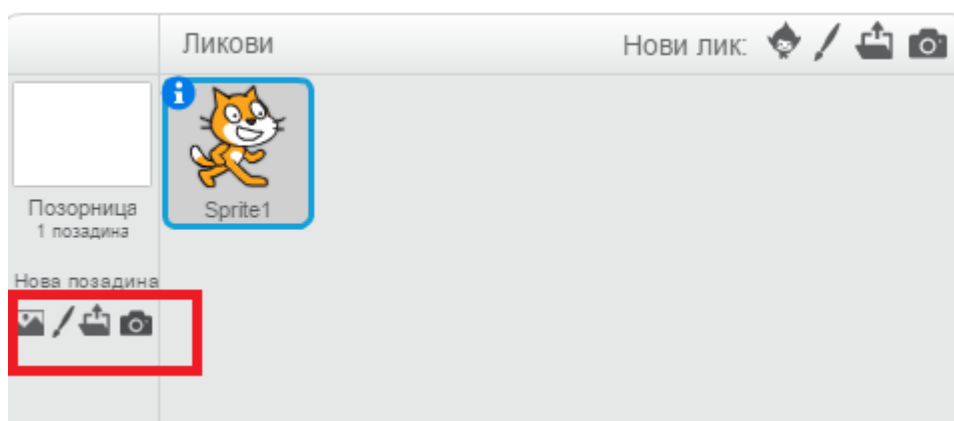 Ликови
Нови лик:
Sprite1
Позорница
1 позадина
Нова позадина